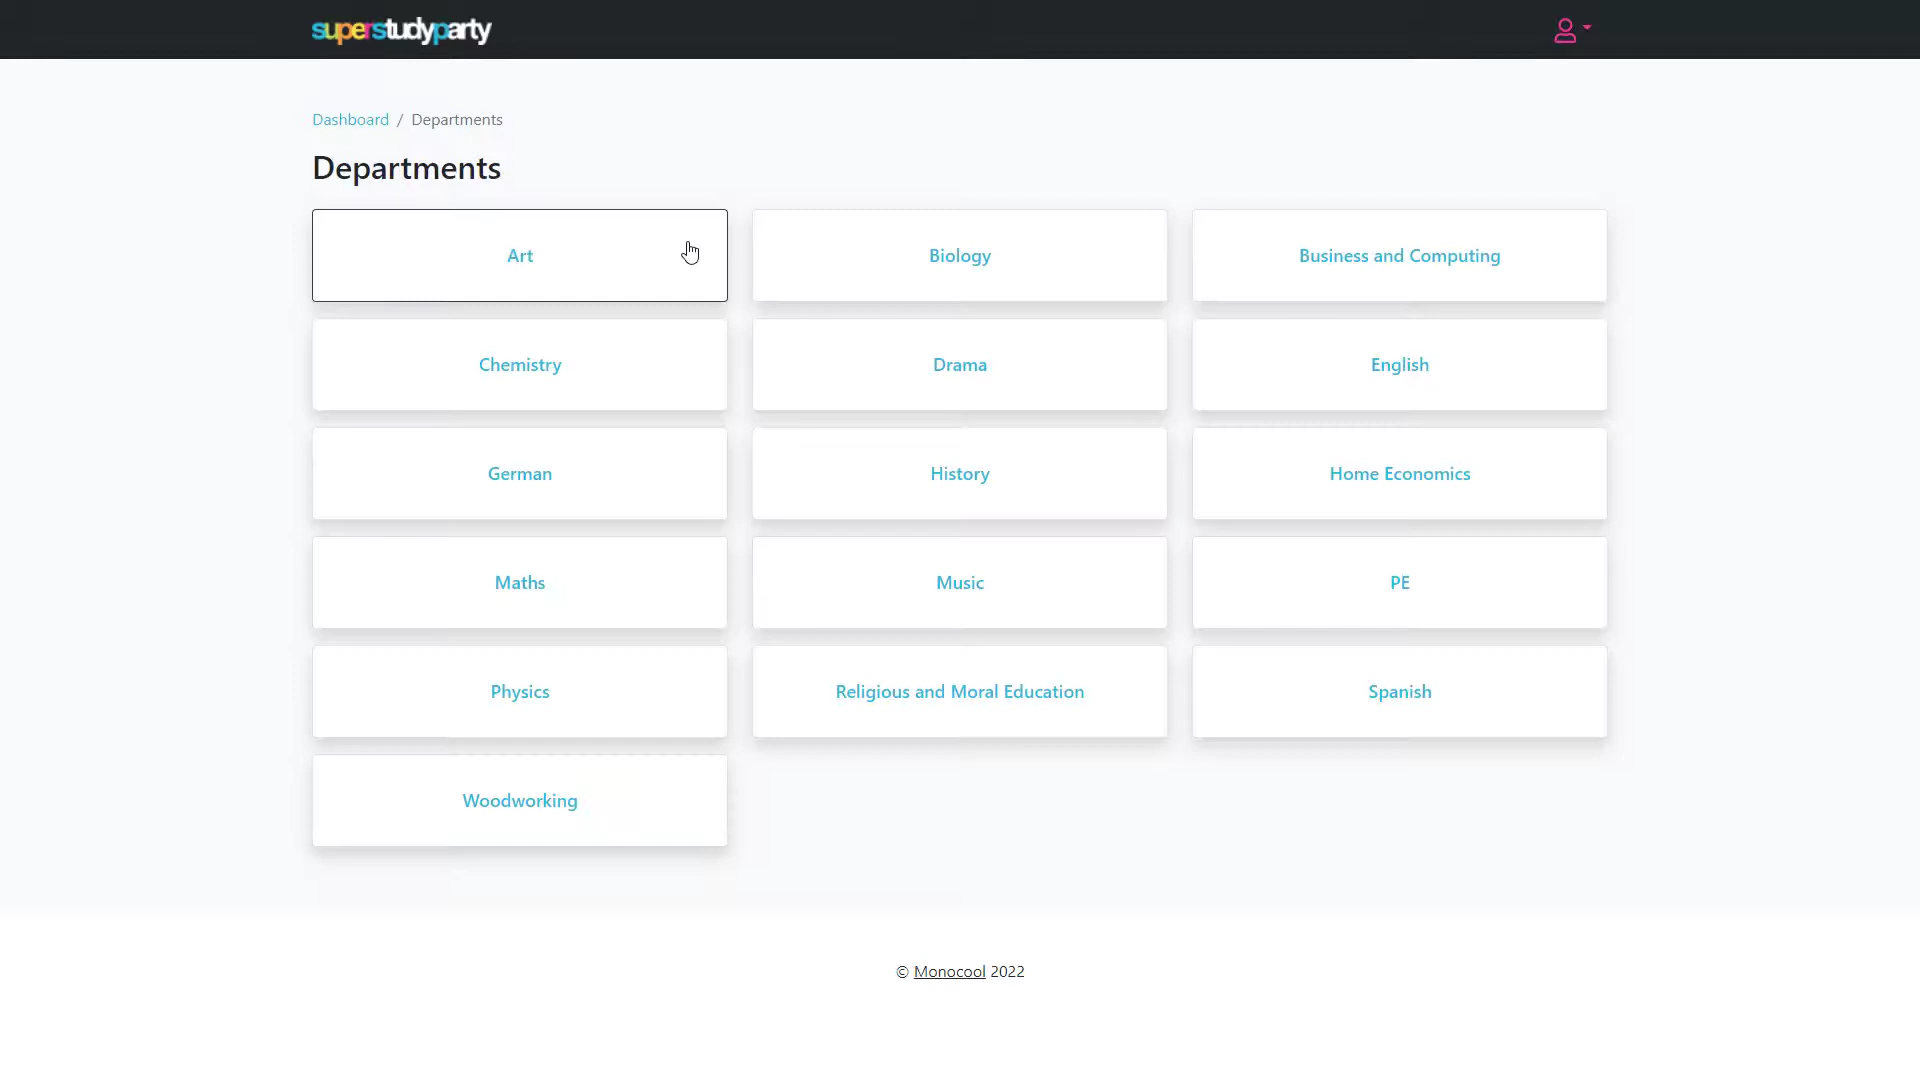 superstudyparty
Dashboard / Departments
Departments
Art
Biology
Business and Computing
Chemistry
Drama
English
German
History
Home Economics
Maths
Music
PE
Physics
Religious and Moral Education
Spanish
Woodworking
© Monocool 2022